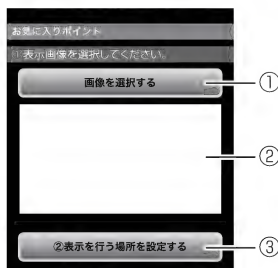 お気に入りポイント
①表示画像を選択してください。
画像を選択する
①
②
②表示を行う場所を設定する
③